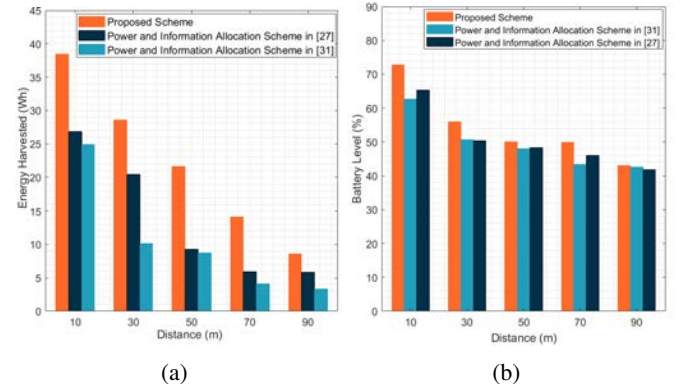 45
40
35
30
25
20
15
10
5
0
Energy Harvested (Wh)
Proposed Scheme
Power and Information Allocation Scheme in [27]
Power and Information Allocation Scheme in [31]
10 30 50 70 90
Distance (m)
(a)
90
80
70
60
50
40
30
20
10
0
Battery Level (%)
Proposed Scheme
Power and Information Allocation Scheme in [31]
Power and Information Allocation Scheme in [27]
10 30 50 70 90
Distance (m)
(b)